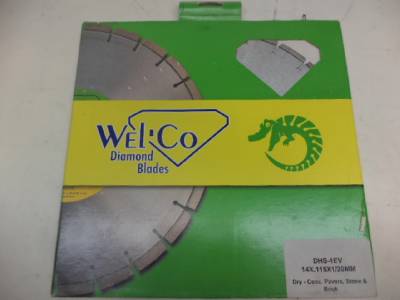 Wel-Co
Diamond
Blades
DHS-1EV
14X.115X1/20MM
Dry - Conc. Pavers, Stone &
Brick